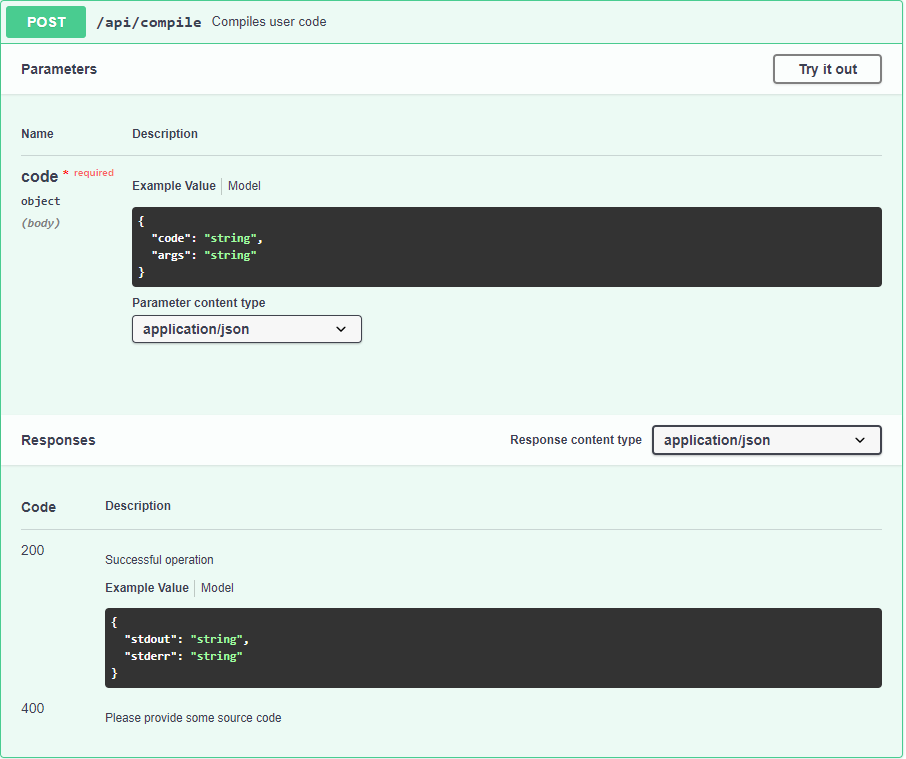 POST /api/compile Compiles user code
Parameters Try it out
Name Description
code * required
object
(body)
Example Value Model
{
  "code": "string",
  "args": "string"
}
Parameter content type
application/json
Responses Response content type application/json
Code Description
200
Successful operation
Example Value Model
{
  "stdout": "string",
  "stderr": "string"
}
400
Please provide some source code